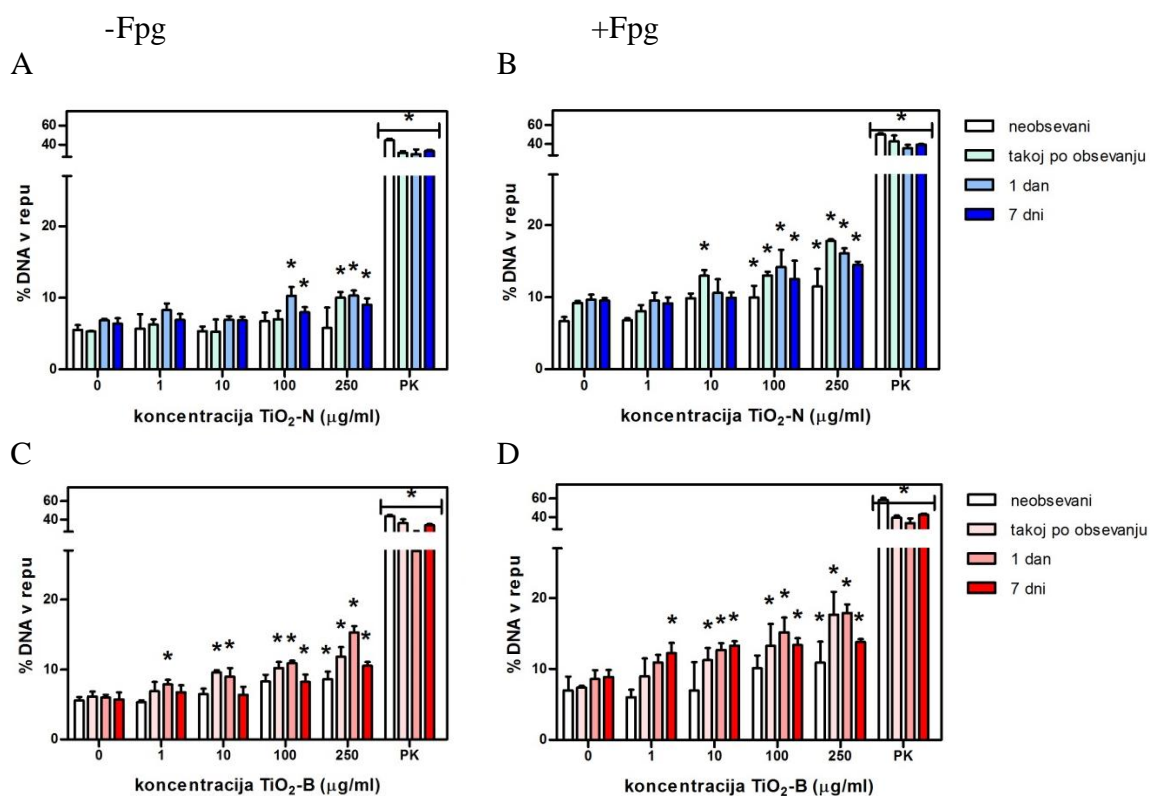 -Fpg
+Fpg
A
B
60
40
20
10
0
% DNA v repu
* * * * * *
0 1 10 100 250 PK
koncentracija TiO₂-N (µg/ml)
60
40
20
10
0
% DNA v repu
* * * * * * * * * * 
0 1 10 100 250 PK
koncentracija TiO₂-N (µg/ml)
neobsevani
takoj po obsevanju
1 dan
7 dni
C
D
60
40
20
10
0
% DNA v repu
* * * * * * * * * * *
0 1 10 100 250 PK
koncentracija TiO₂-B (µg/ml)
60
40
20
10
0
% DNA v repu
* * * * * * * * * * * *
0 1 10 100 250 PK
koncentracija TiO₂-B (µg/ml)
neobsevani
takoj po obsevanju
1 dan
7 dni